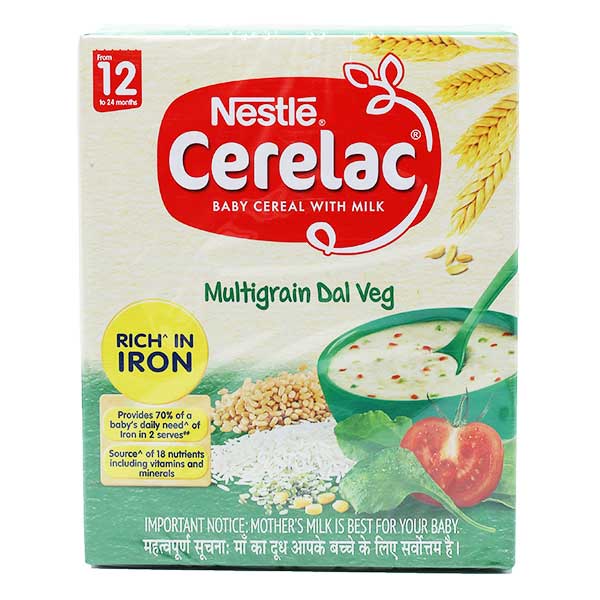 From
12
to 24 months
Nestlé®
Cerelac®
BABY CEREAL WITH MILK
Multigrain Dal Veg
RICH^ IN
IRON
Provides 70% of a
baby's daily need^ of
Iron in 2 serves##
Source^ of 18 nutrients
including vitamins and
minerals
IMPORTANT NOTICE: MOTHER'S MILK IS BEST FOR YOUR BABY.
महत्वपूर्ण सूचना: माँ का दूध आपके बच्चे के लिए सर्वोत्तम है।